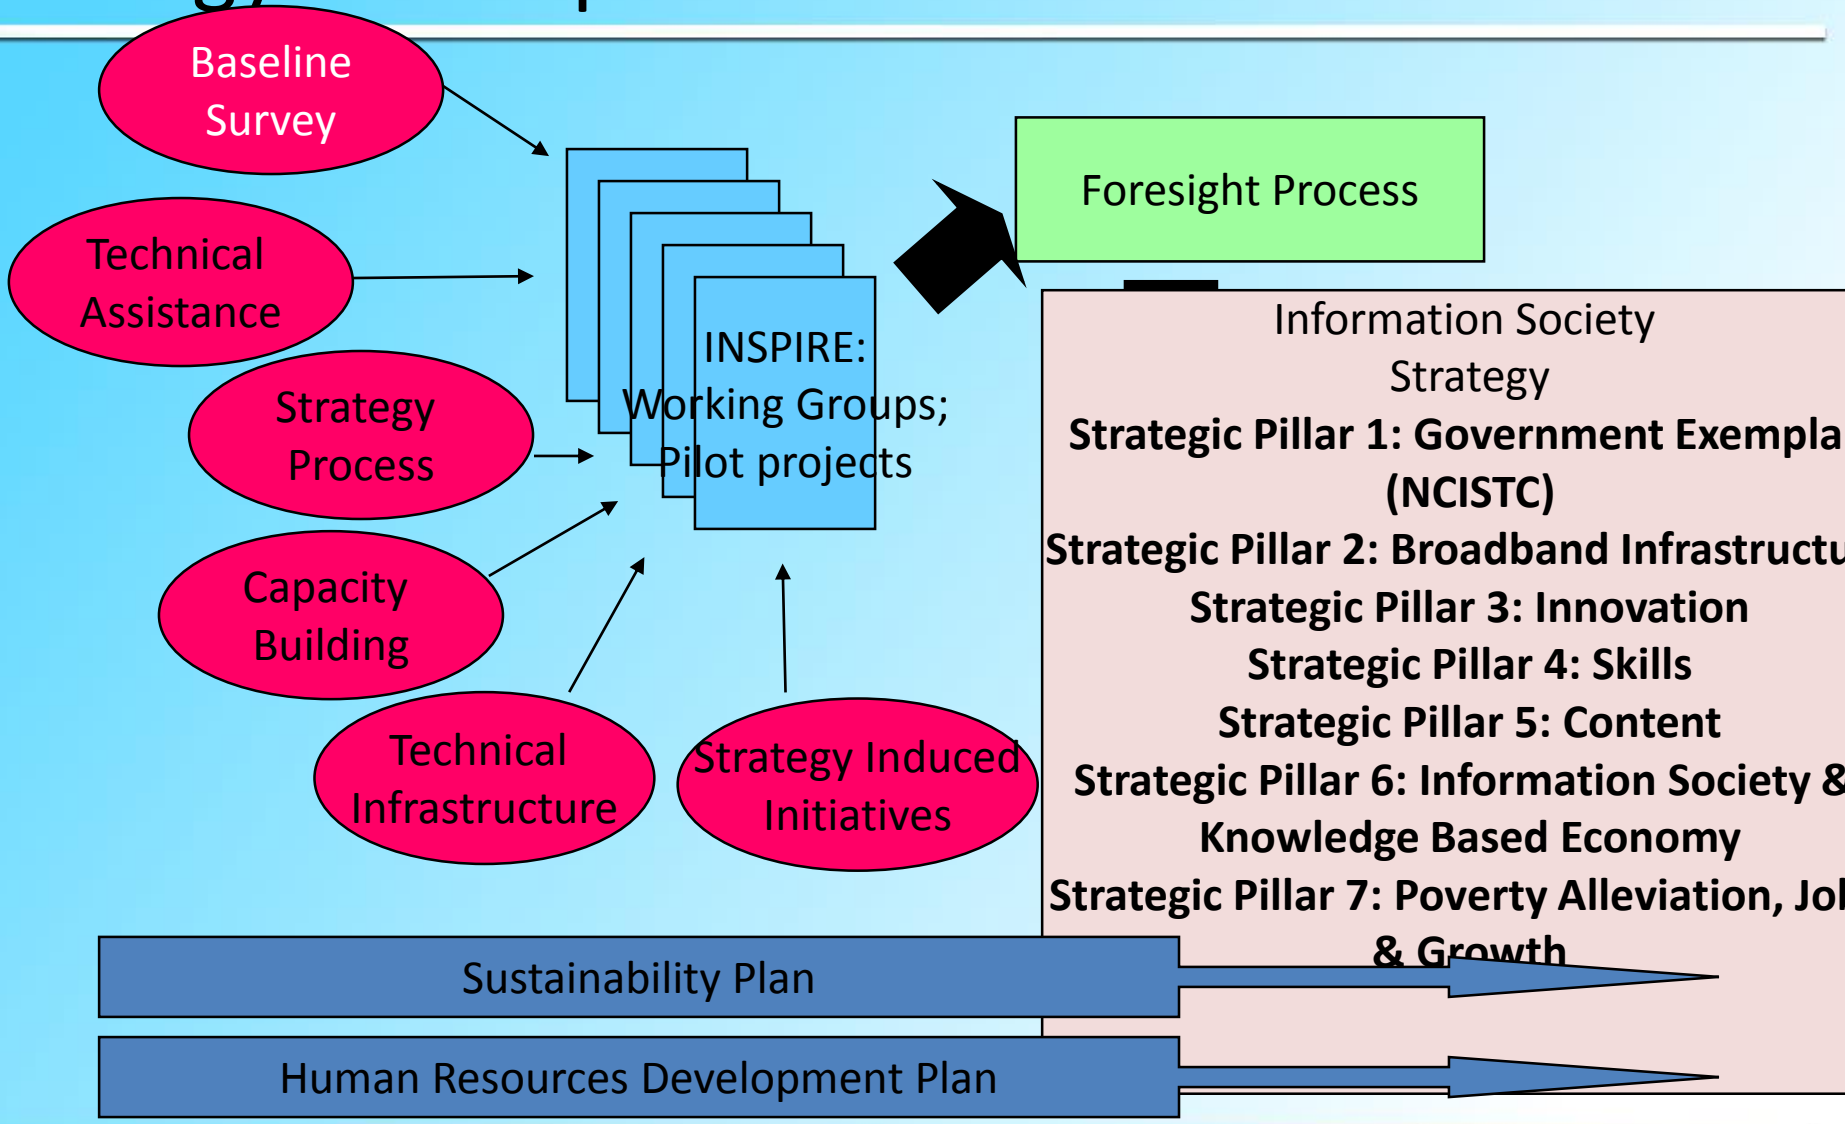 Baseline
Survey
Technical
Assistance
Strategy
Process
Capacity
Building
Technical
Infrastructure
Strategy Induced
Initiatives
INSPIRE:
Working Groups;
Pilot projects
Foresight Process
Information Society
Strategy
Strategic Pillar 1: Government Exempla
(NCISTC)
Strategic Pillar 2: Broadband Infrastructu
Strategic Pillar 3: Innovation
Strategic Pillar 4: Skills
Strategic Pillar 5: Content
Strategic Pillar 6: Information Society &
Knowledge Based Economy
Strategic Pillar 7: Poverty Alleviation, Jo
& Growth
Sustainability Plan
Human Resources Development Plan